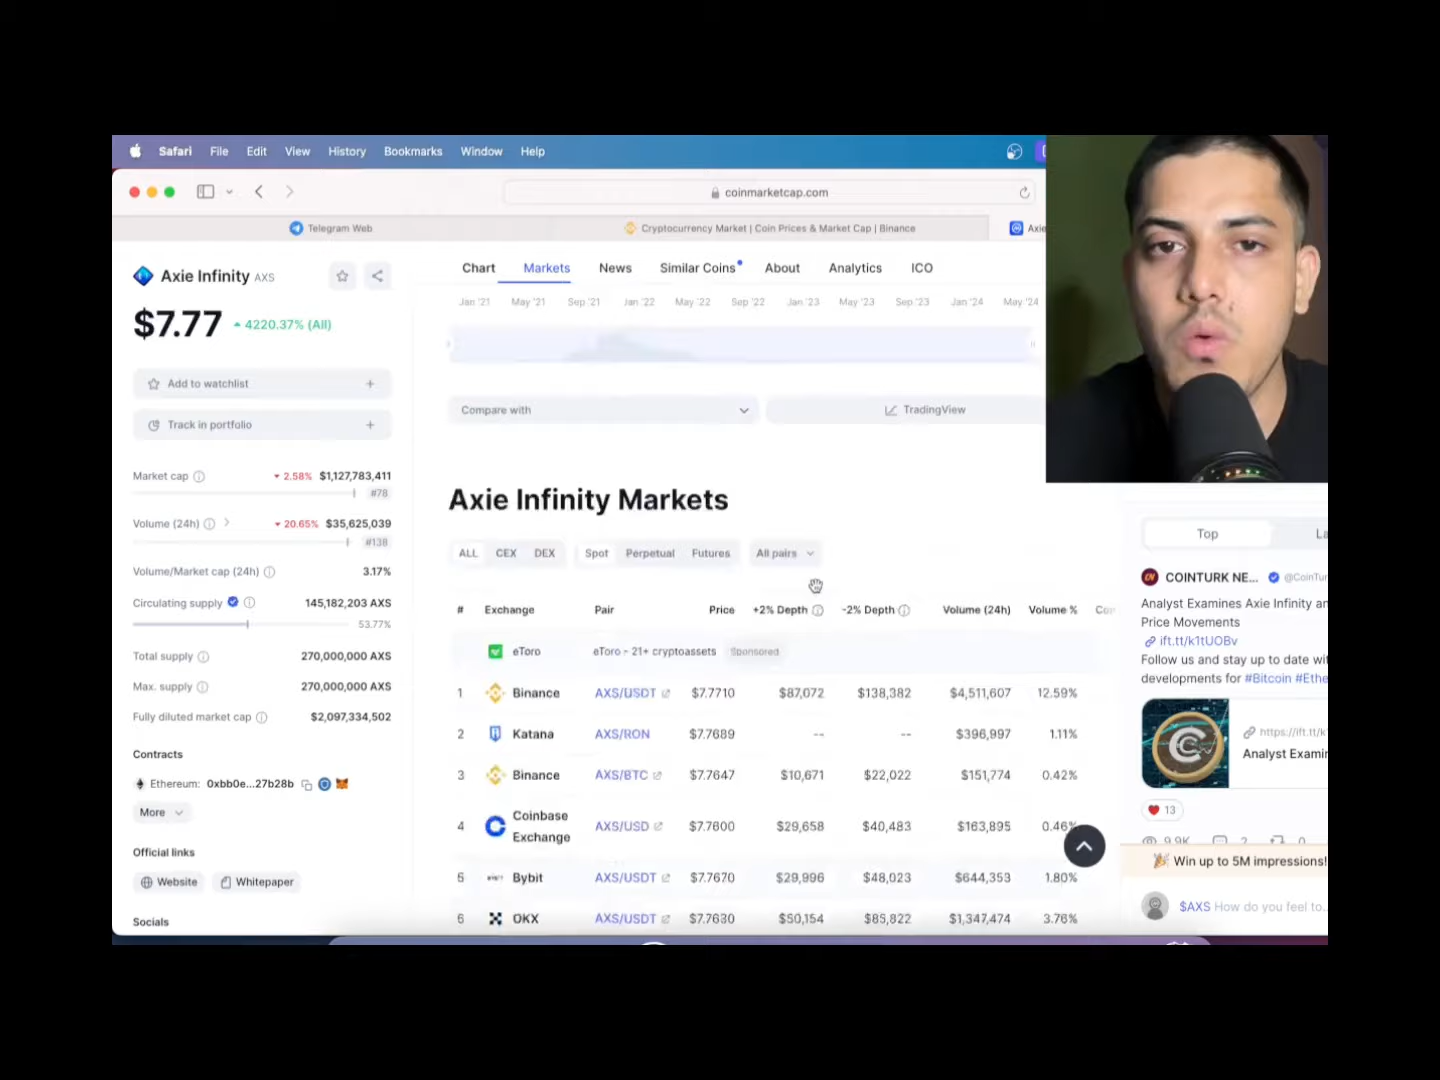 Safari File Edit View History Bookmarks Window Help
coinmarketcap.com
Telegram Web
Cryptocurrency Market | Coin Prices & Market Cap | Binance
Axie
Axie Infinity AXS
$7.77 4220.37% (All)
Add to watchlist +
Track in portfolio +
Market cap 2.58% $1,127,783,411
#78
Volume (24h) 20.65% $35,625,039
#138
Volume/Market cap (24h) 3.17%
Circulating supply 145,182,203 AXS
53.77%
Total supply 270,000,000 AXS
Max. supply 270,000,000 AXS
Fully diluted market cap $2,097,334,502
Contracts
Ethereum: 0xbb0e...27b28b
More
Official links
Website Whitepaper
Socials
Chart Markets News Similar Coins About Analytics ICO
Jan '21 May '21 Sep '21 Jan '22 May '22 Sep '22 Jan '23 May '23 Sep '23 Jan '24 May '24
Compare with
TradingView
Axie Infinity Markets
ALL CEX DEX Spot Perpetual Futures All pairs
# Exchange Pair Price +2% Depth -2% Depth Volume (24h) Volume %
eToro eToro - 21+ cryptoassets Sponsored
1 Binance AXS/USDT $7.7710 $87,072 $138,382 $4,511,607 12.59%
2 Katana AXS/RON $7.7689 -- -- $396,997 1.11%
3 Binance AXS/BTC $7.7647 $10,671 $22,022 $151,774 0.42%
4 Coinbase Exchange AXS/USD $7.7600 $29,658 $40,483 $163,895 0.46%
5 Bybit AXS/USDT $7.7670 $29,996 $48,023 $644,353 1.80%
6 OKX AXS/USDT $7.7630 $50,154 $85,822 $1,347,474 3.76%
Top
COINTURK NE... @CoinTur
Analyst Examines Axie Infinity an
Price Movements
ift.tt/k1tUOBv
Follow us and stay up to date wit
developments for #Bitcoin #Ethe
https://ift.tt/k
Analyst Examin
13
9.9K 2 0
Win up to 5M impressions!
$AXS How do you feel to...